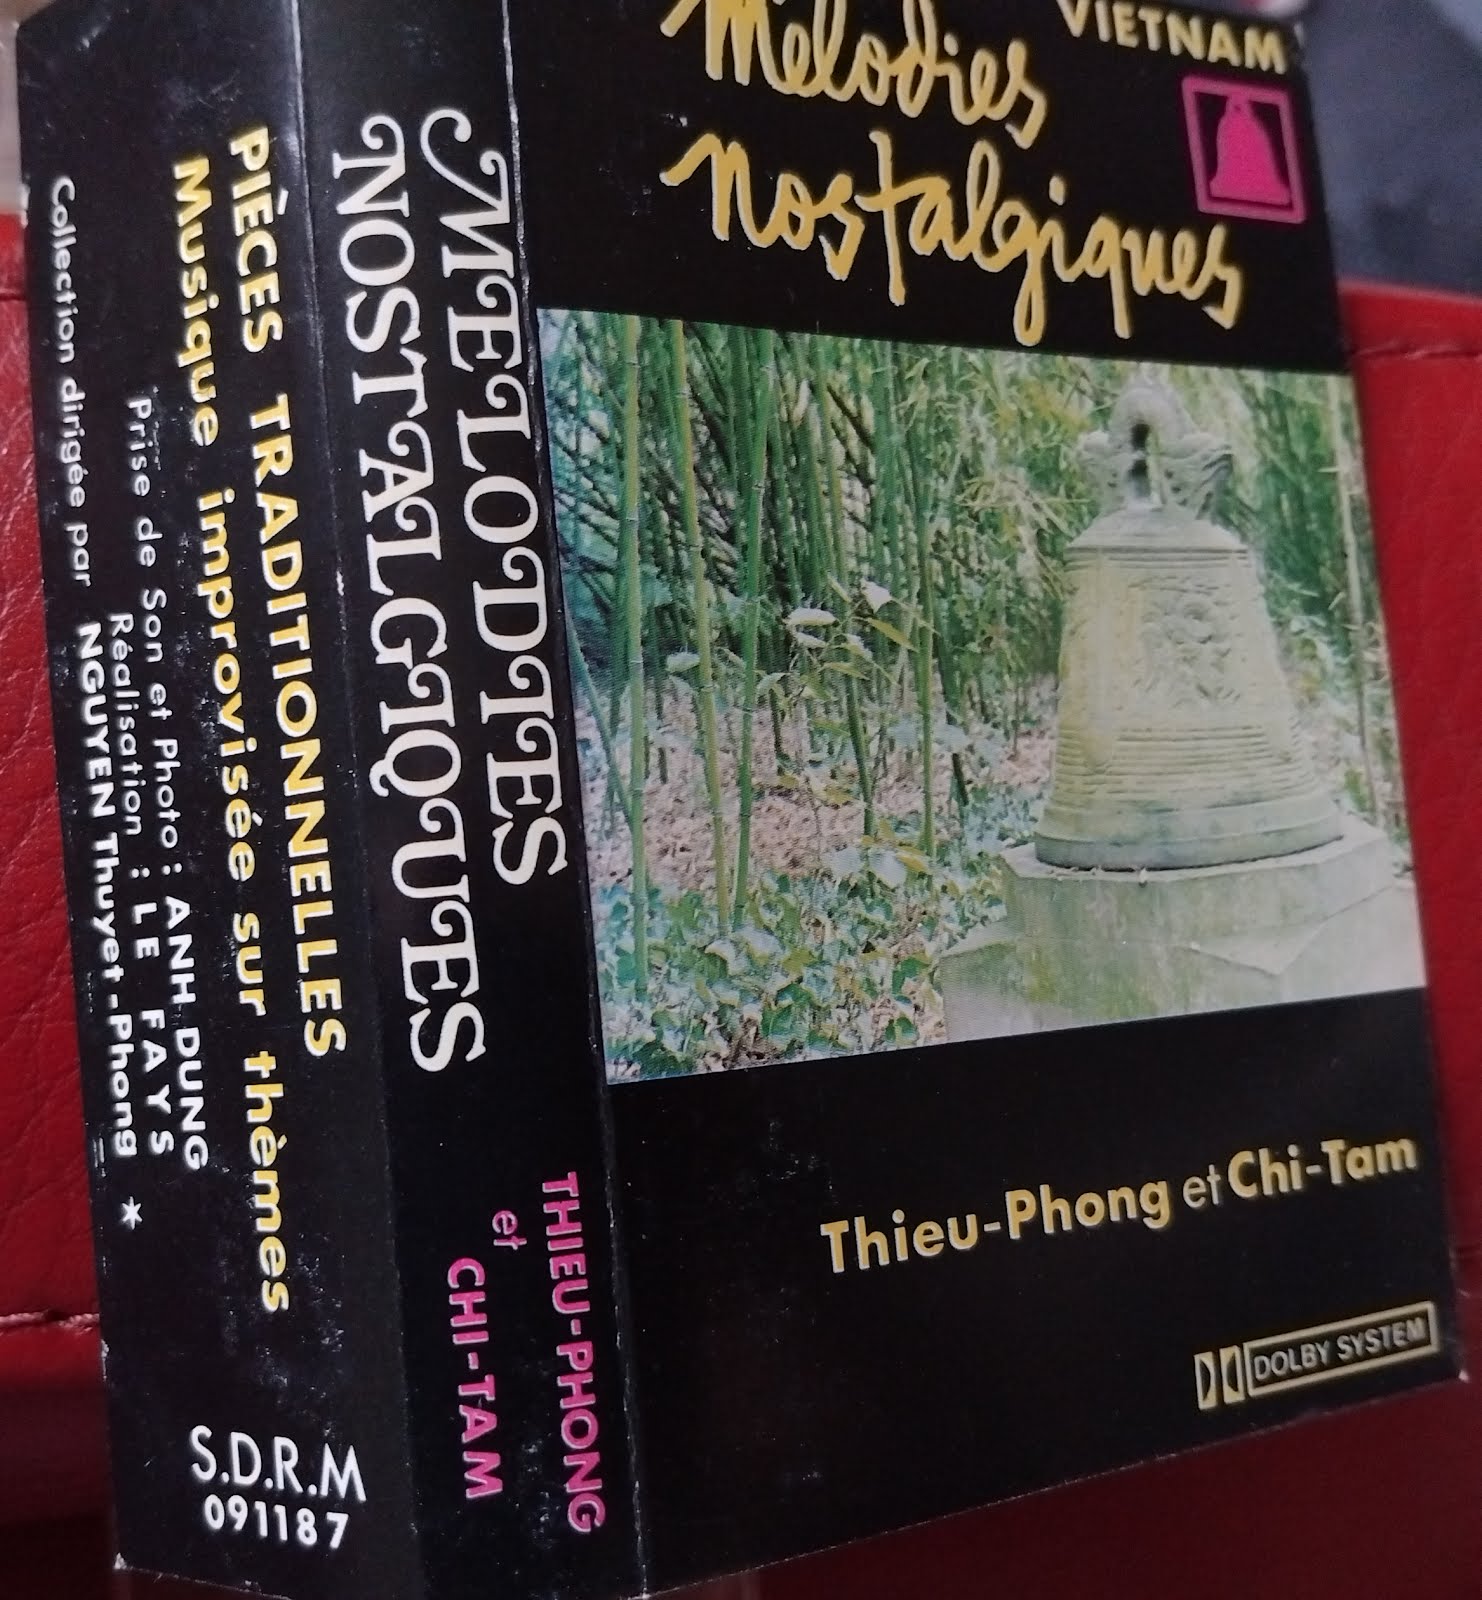 VIETNAM
Mélodies
nostalgiques
Thieu-Phong et Chi-Tam
DOLBY SYSTEM
MELODIES
NOSTALGIQUES
THIEU-PHONG
et
CHI-TAM
PIÈCES TRADITIONNELLES
Musique improvisée sur thèmes
Prise de Son et Photo : ANH DUNG
Réalisation : LE FAYS
Collection dirigée par NGUYEN Thuyet-Phong *
S.D.R.M
091187